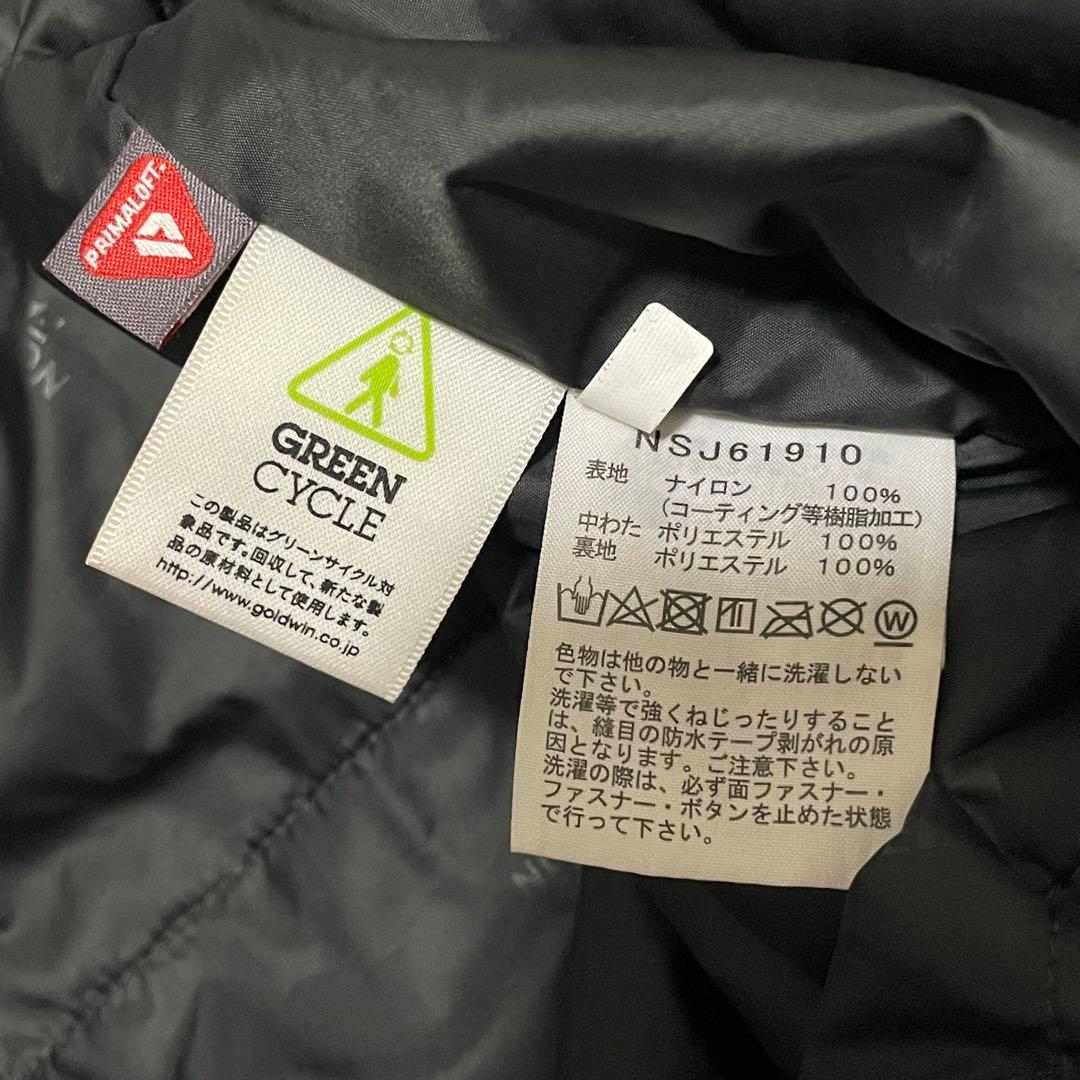 PRIMALOFT
GREEN
CYCLE
この製品はグリーンサイクル対
象品です。回収して、新たな製
品の原材料として使用します。
http://www.goldwin.co.jp
NSJ61910
表地 ナイロン 100%
(コーティング等樹脂加工)
中わた ポリエステル 100%
裏地 ポリエステル 100%
W
色物は他の物と一緒に洗濯しない
で下さい。
洗濯等で強くねじったりすること
は、縫目の防水テープ剥がれの原
因となります。ご注意下さい。
洗濯の際は、必ず面ファスナー・
ファスナー・ボタンを止めた状態
で行って下さい。